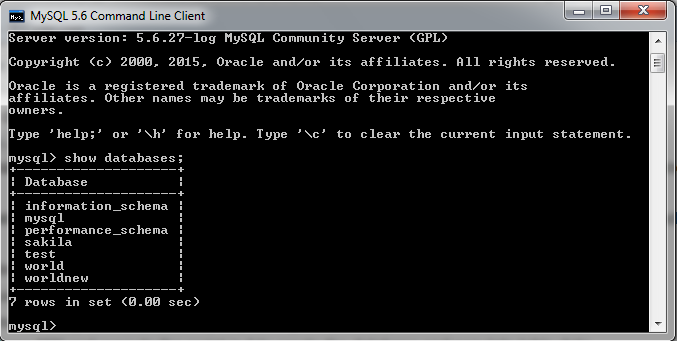 MySQL 5.6 Command Line Client
Server version: 5.6.27-log MySQL Community Server (GPL)
Copyright (c) 2000, 2015, Oracle and/or its affiliates. All rights reserved.
Oracle is a registered trademark of Oracle Corporation and/or its
affiliates. Other names may be trademarks of their respective
owners.
Type 'help;' or '\h' for help. Type '\c' to clear the current input statement.
mysql> show databases;
+--------------------+
| Database           |
+--------------------+
| information_schema |
| mysql              |
| performance_schema |
| sakila             |
| test               |
| world              |
| worldnew           |
+--------------------+
7 rows in set (0.00 sec)
mysql>